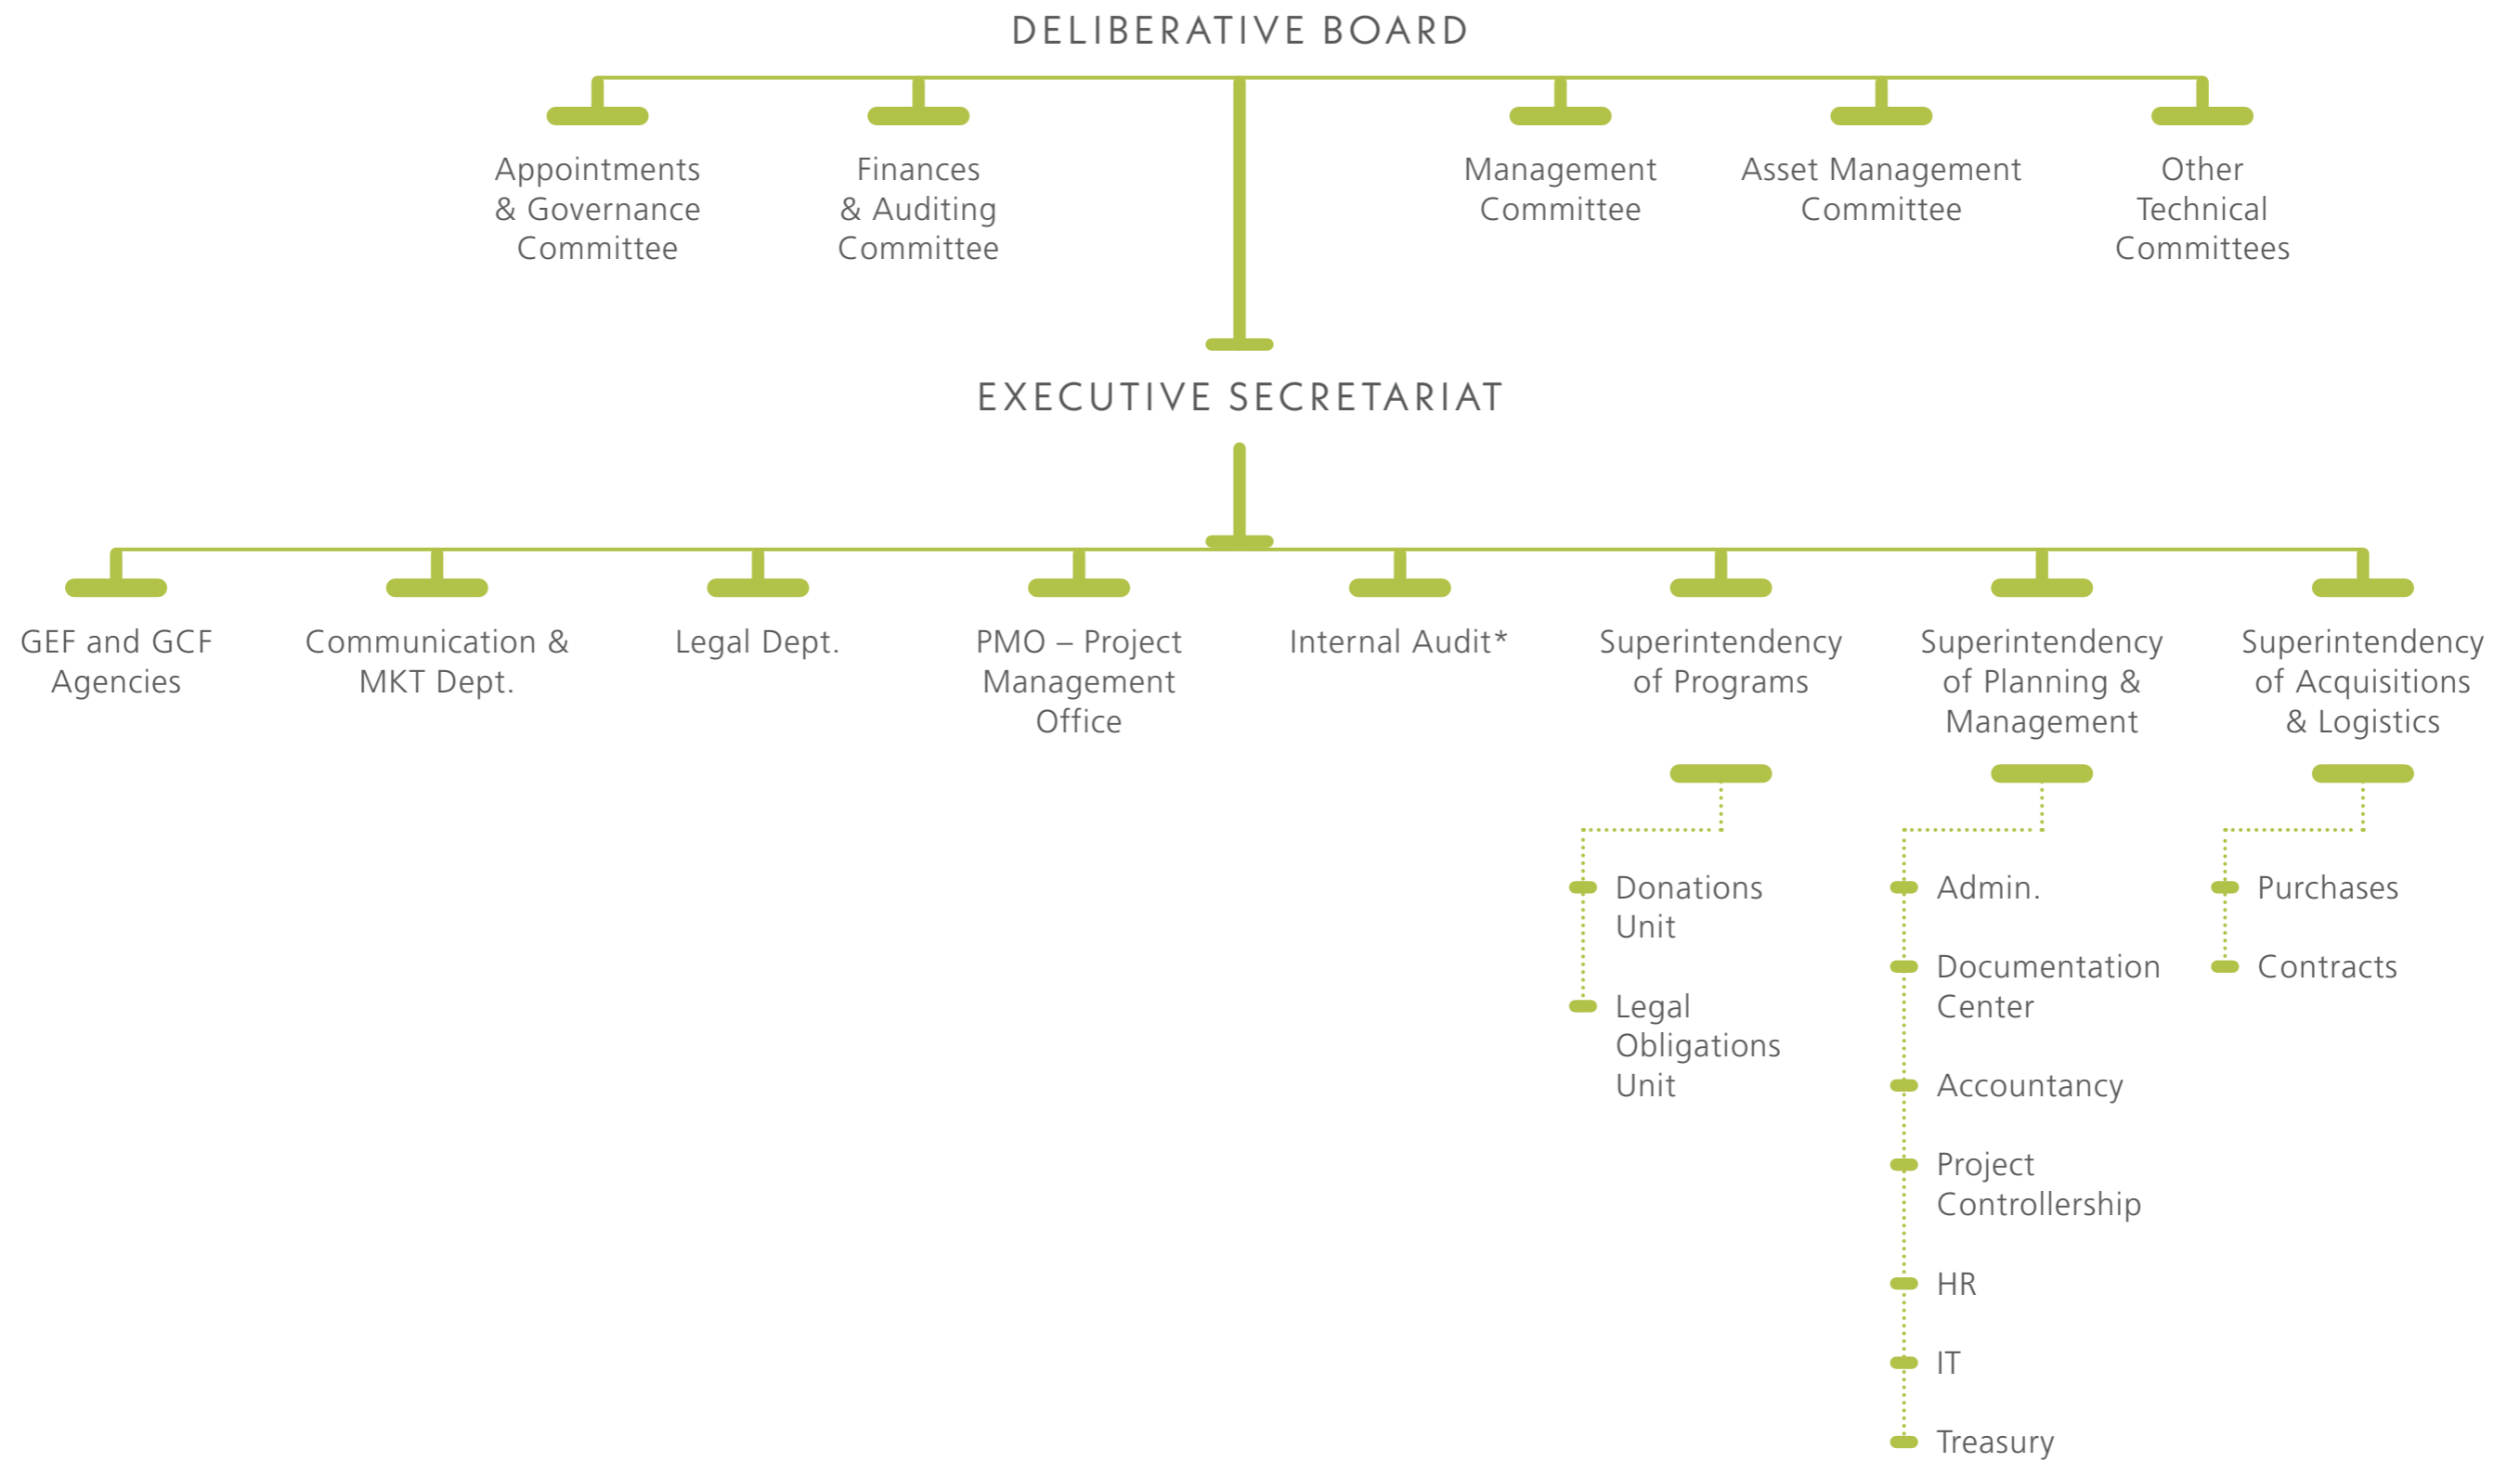 DELIBERATIVE BOARD
Appointments
& Governance
Committee
Finances
& Auditing
Committee
Management
Committee
Asset Management
Committee
Other
Technical
Committees
EXECUTIVE SECRETARIAT
GEF and GCF
Agencies
Communication &
MKT Dept.
Legal Dept.
PMO – Project
Management
Office
Internal Audit*
Superintendency
of Programs
Superintendency
of Planning &
Management
Superintendency
of Acquisitions
& Logistics
Donations
Unit
Legal
Obligations
Unit
Admin.
Documentation
Center
Accountancy
Project
Controllership
HR
IT
Treasury
Purchases
Contracts